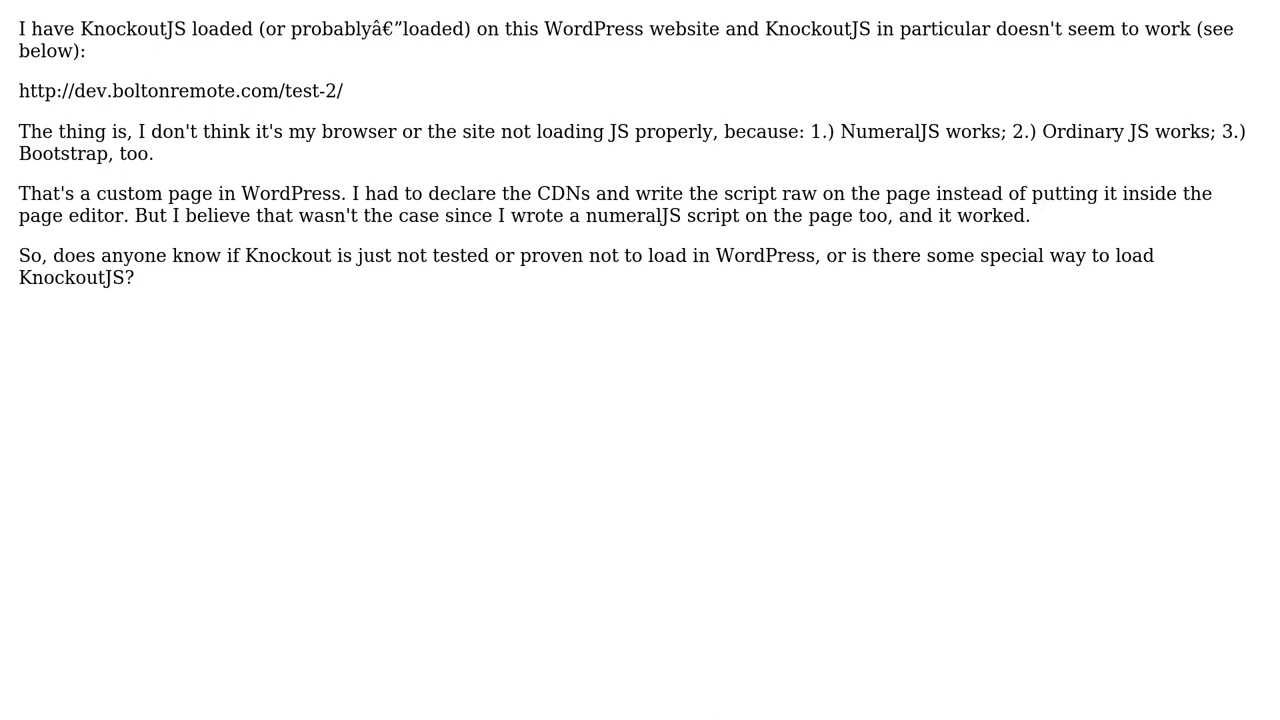 I have KnockoutJS loaded (or probablyâ€”loaded) on this WordPress website and KnockoutJS in particular doesn't seem to work (see
below):
http://dev.boltonremote.com/test-2/
The thing is, I don't think it's my browser or the site not loading JS properly, because: 1.) NumeralJS works; 2.) Ordinary JS works; 3.)
Bootstrap, too.
That's a custom page in WordPress. I had to declare the CDNs and write the script raw on the page instead of putting it inside the
page editor. But I believe that wasn't the case since I wrote a numeralJS script on the page too, and it worked.
So, does anyone know if Knockout is just not tested or proven not to load in WordPress, or is there some special way to load
KnockoutJS?